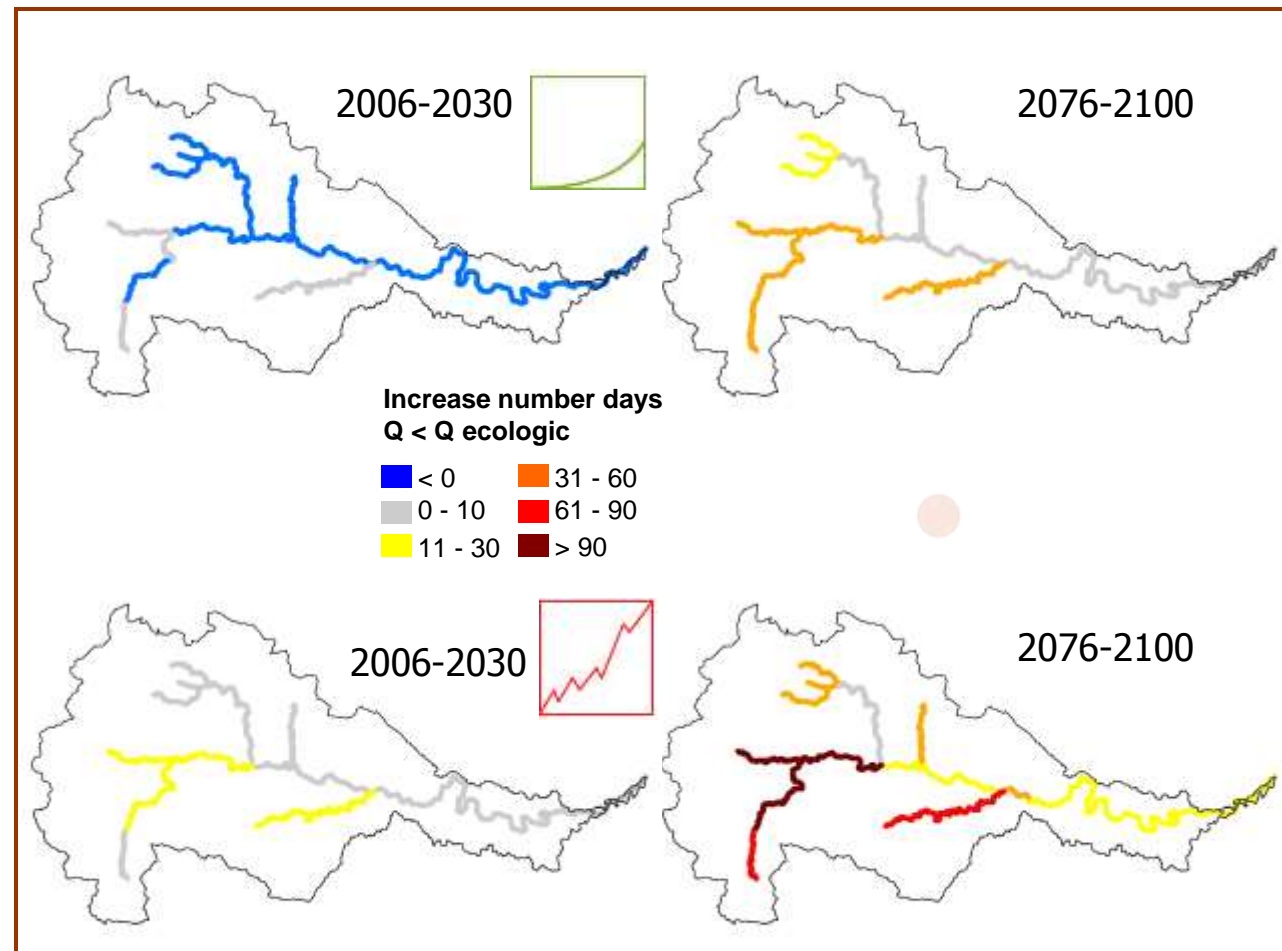 2006-2030
2076-2100
Increase number days
Q < Q ecologic
< 0
31 - 60
0 - 10
61 - 90
11 - 30
> 90
2006-2030
2076-2100